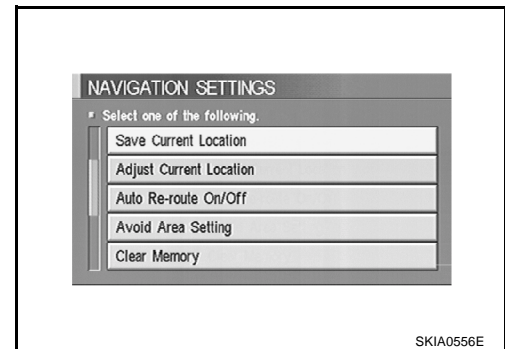 NAVIGATION SETTINGS
Select one of the following.
Save Current Location
Adjust Current Location
Auto Re-route On/Off
Avoid Area Setting
Clear Memory
SKIA0556E